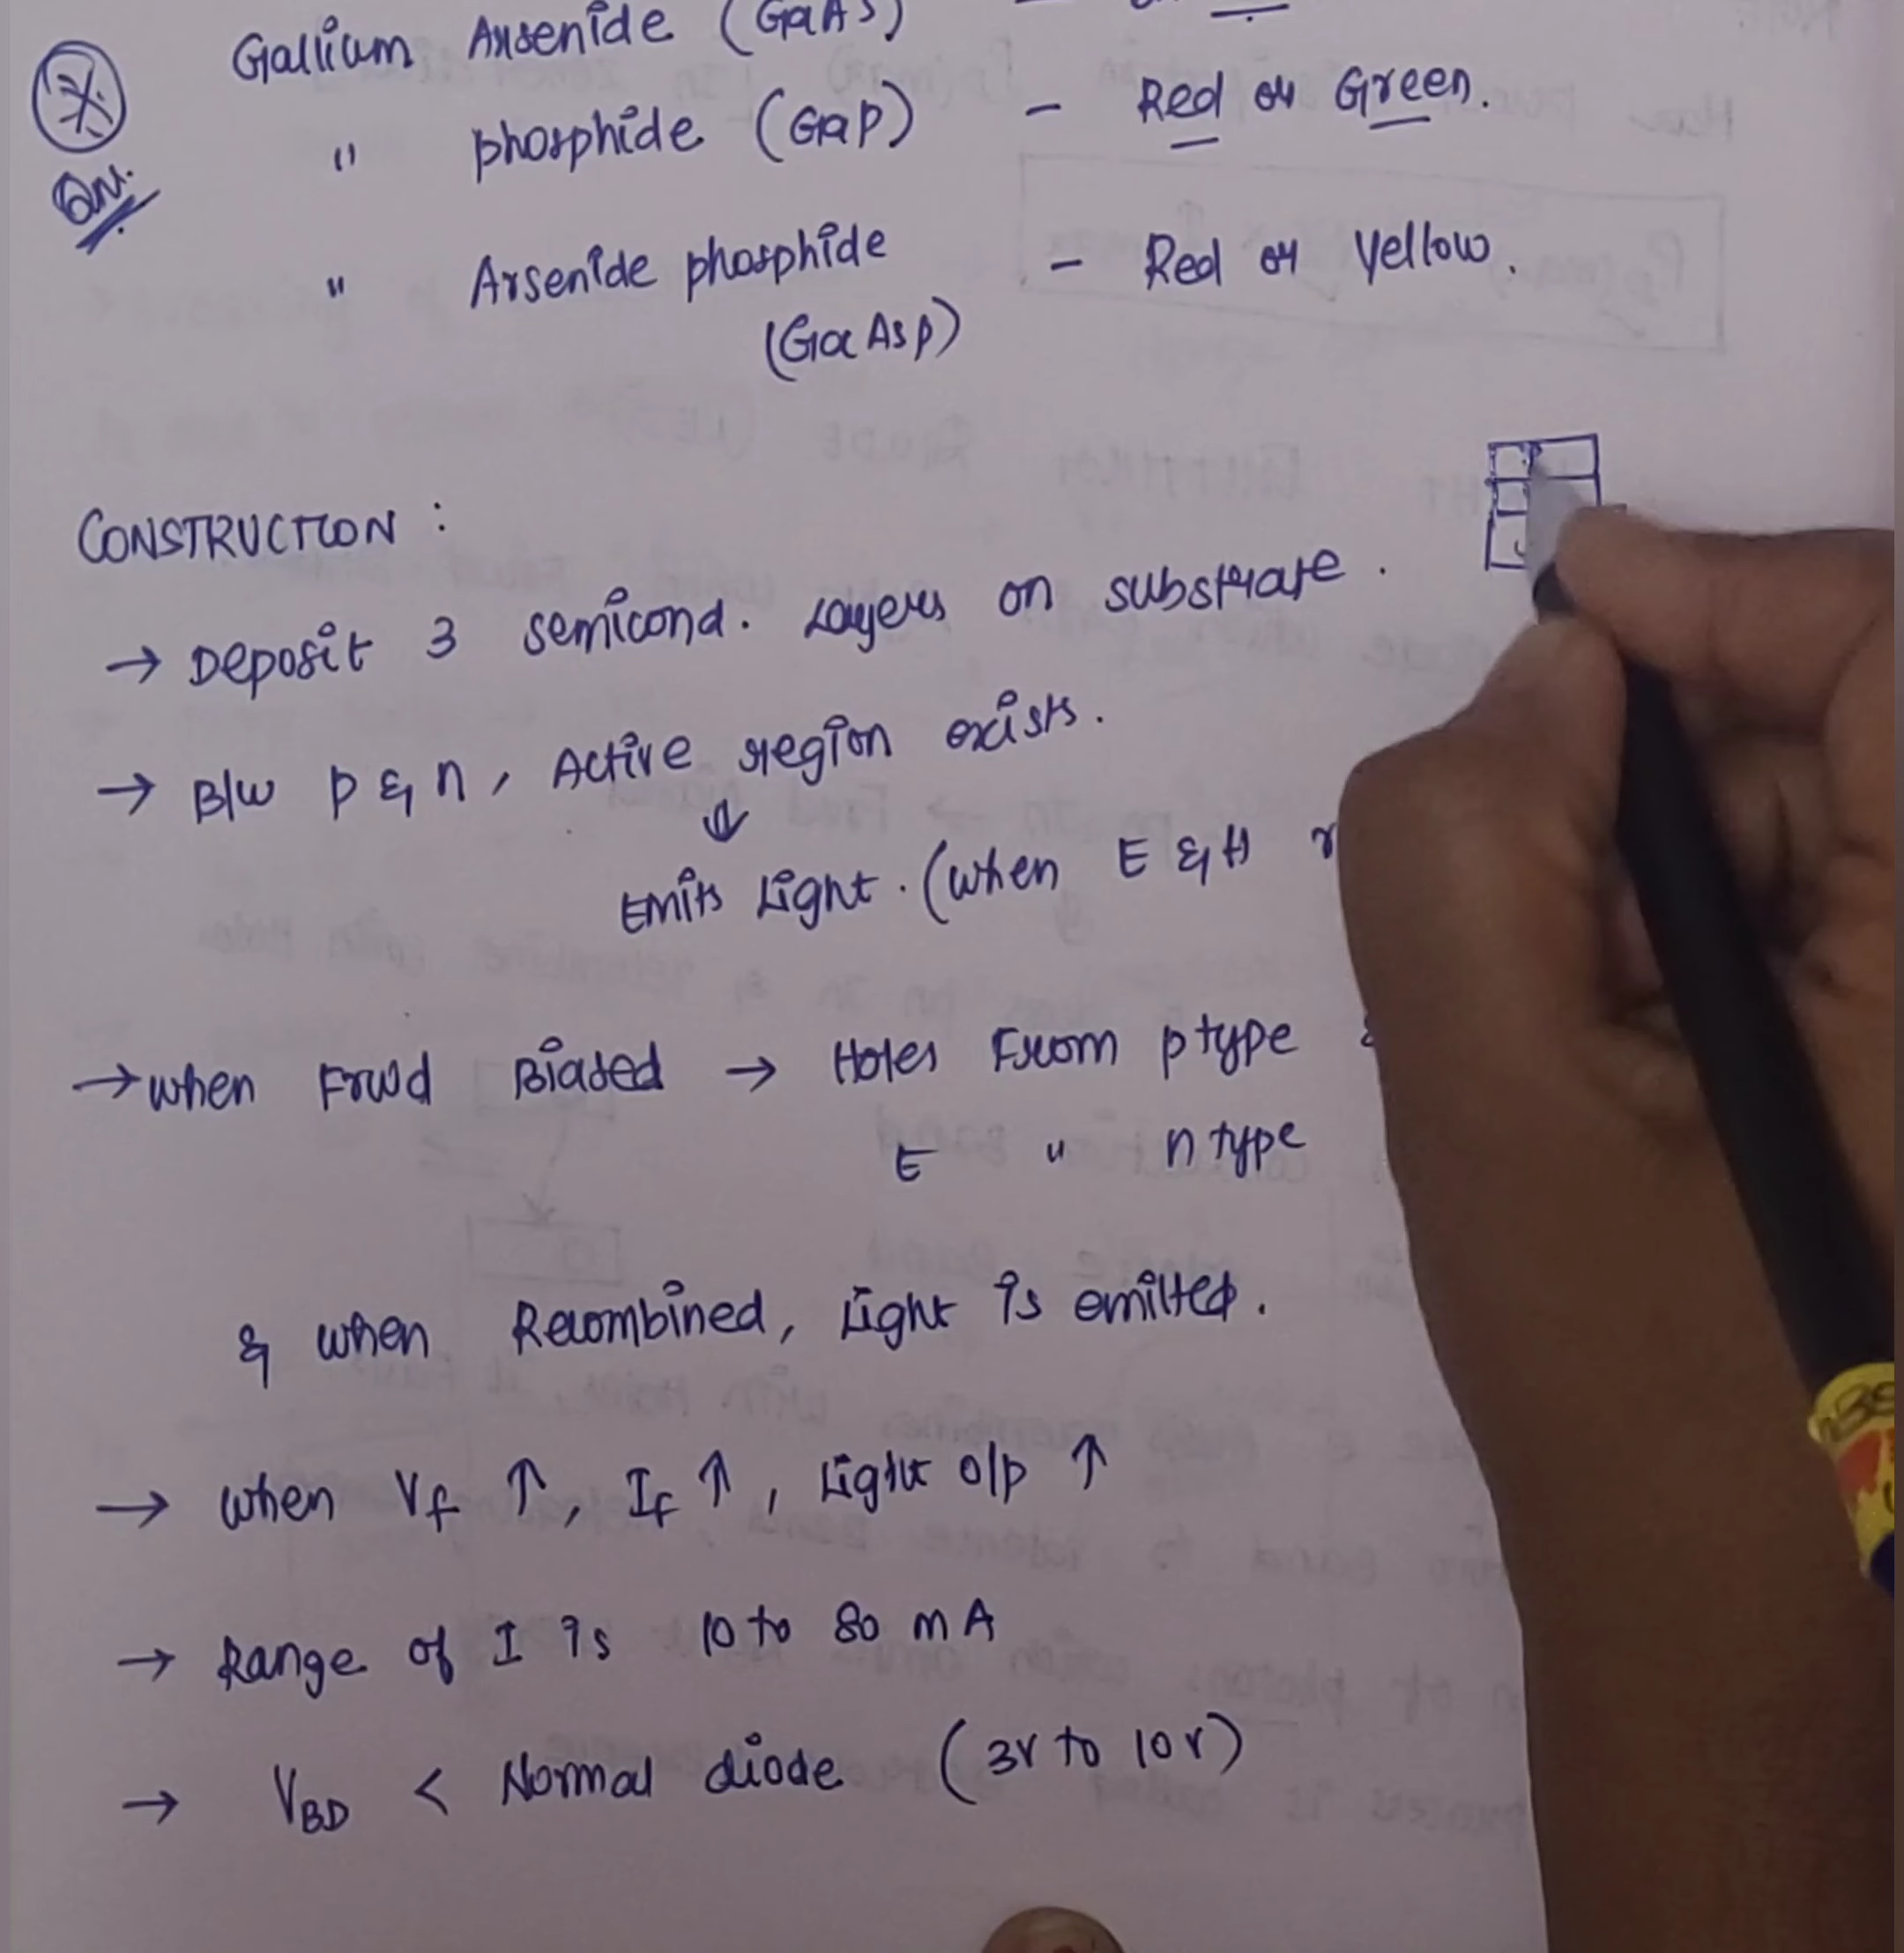 Gallium Arsenide (GaAs) -
" phosphide (GaP) - Red or Green.
Qn.
" Arsenide phosphide - Red or Yellow.
(GaAsP)
CONSTRUCTION :
→ Deposit 3 semicond. Layers on substrate.
→ B/w p & n, Active region exists.
↓
Emits Light. (when E & H
→ when Frwd Biased → Holes From p type &
E " n type
& when Recombined, Light is emitted.
→ when Vf ↑, If ↑, Light o/p ↑
→ Range of I is 10 to 80 mA
→ VBD < Normal diode (3V to 10V)